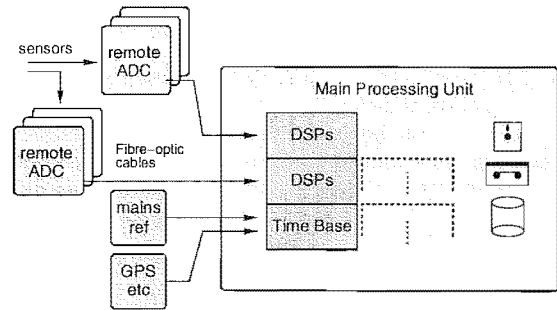 sensors
remote
ADC
remote
ADC
Fibre-optic
cables
mains
ref
GPS
etc
Main Processing Unit
DSPs
DSPs
Time Base